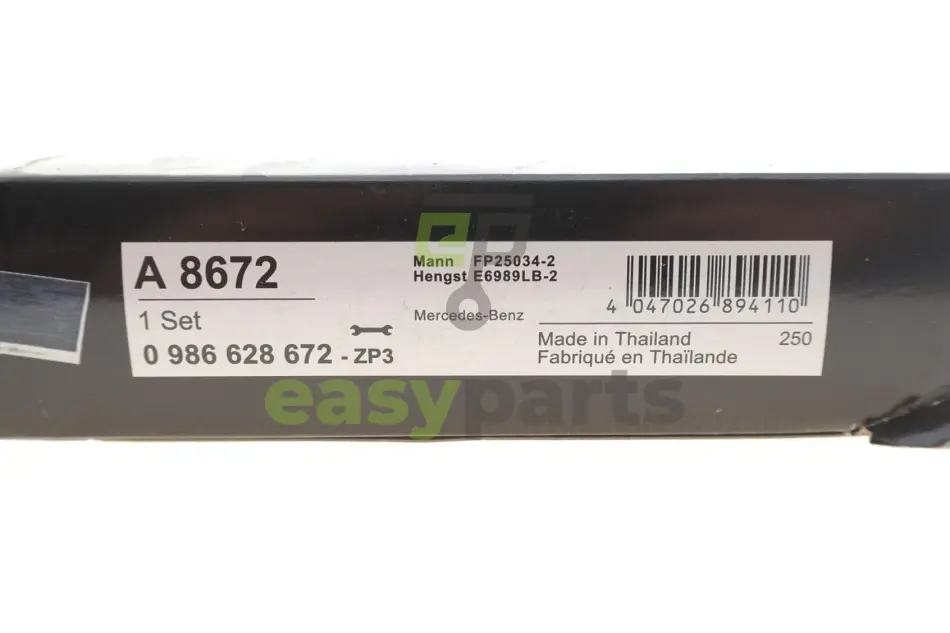 A 8672
1 Set
0 986 628 672 - ZP3
Mann FP25034-2
Hengst E6989LB-2
Mercedes-Benz
4 047026 894110
Made in Thailand 250
Fabriqué en Thaïlande
easyparts